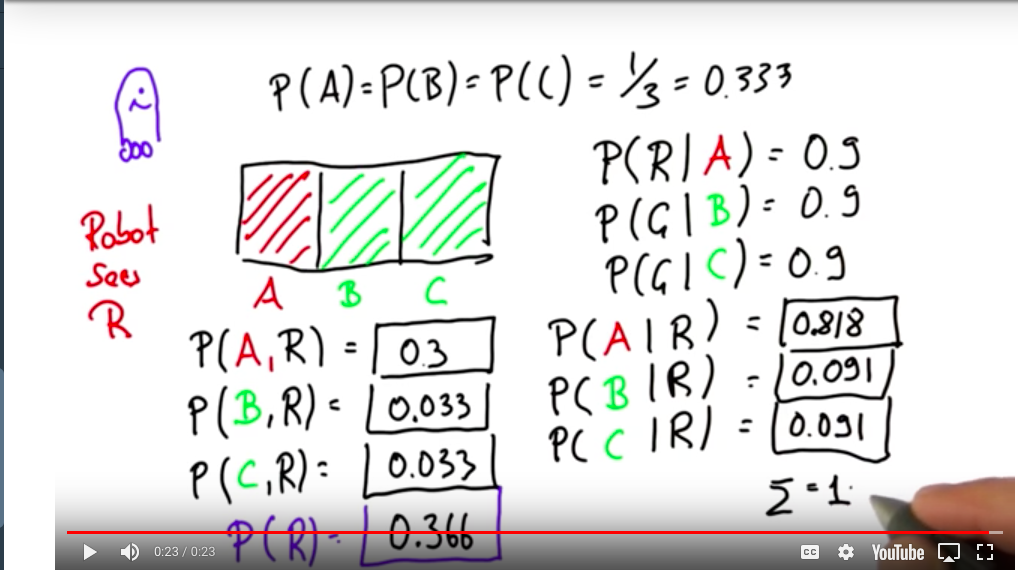 P(A)=P(B)=P(C) = 1/3 = 0.333
P(R|A) = 0.9
P(G|B) = 0.9
P(G|C) = 0.9
Robot
Sees
R
A B C
P(A,R) = 0.3
P(B,R) = 0.033
P(C,R) = 0.033
P(R) = 0.366
P(A|R) = 0.818
P(B|R) = 0.091
P(C|R) = 0.091
Σ = 1
0:23 / 0:23
CC
YouTube